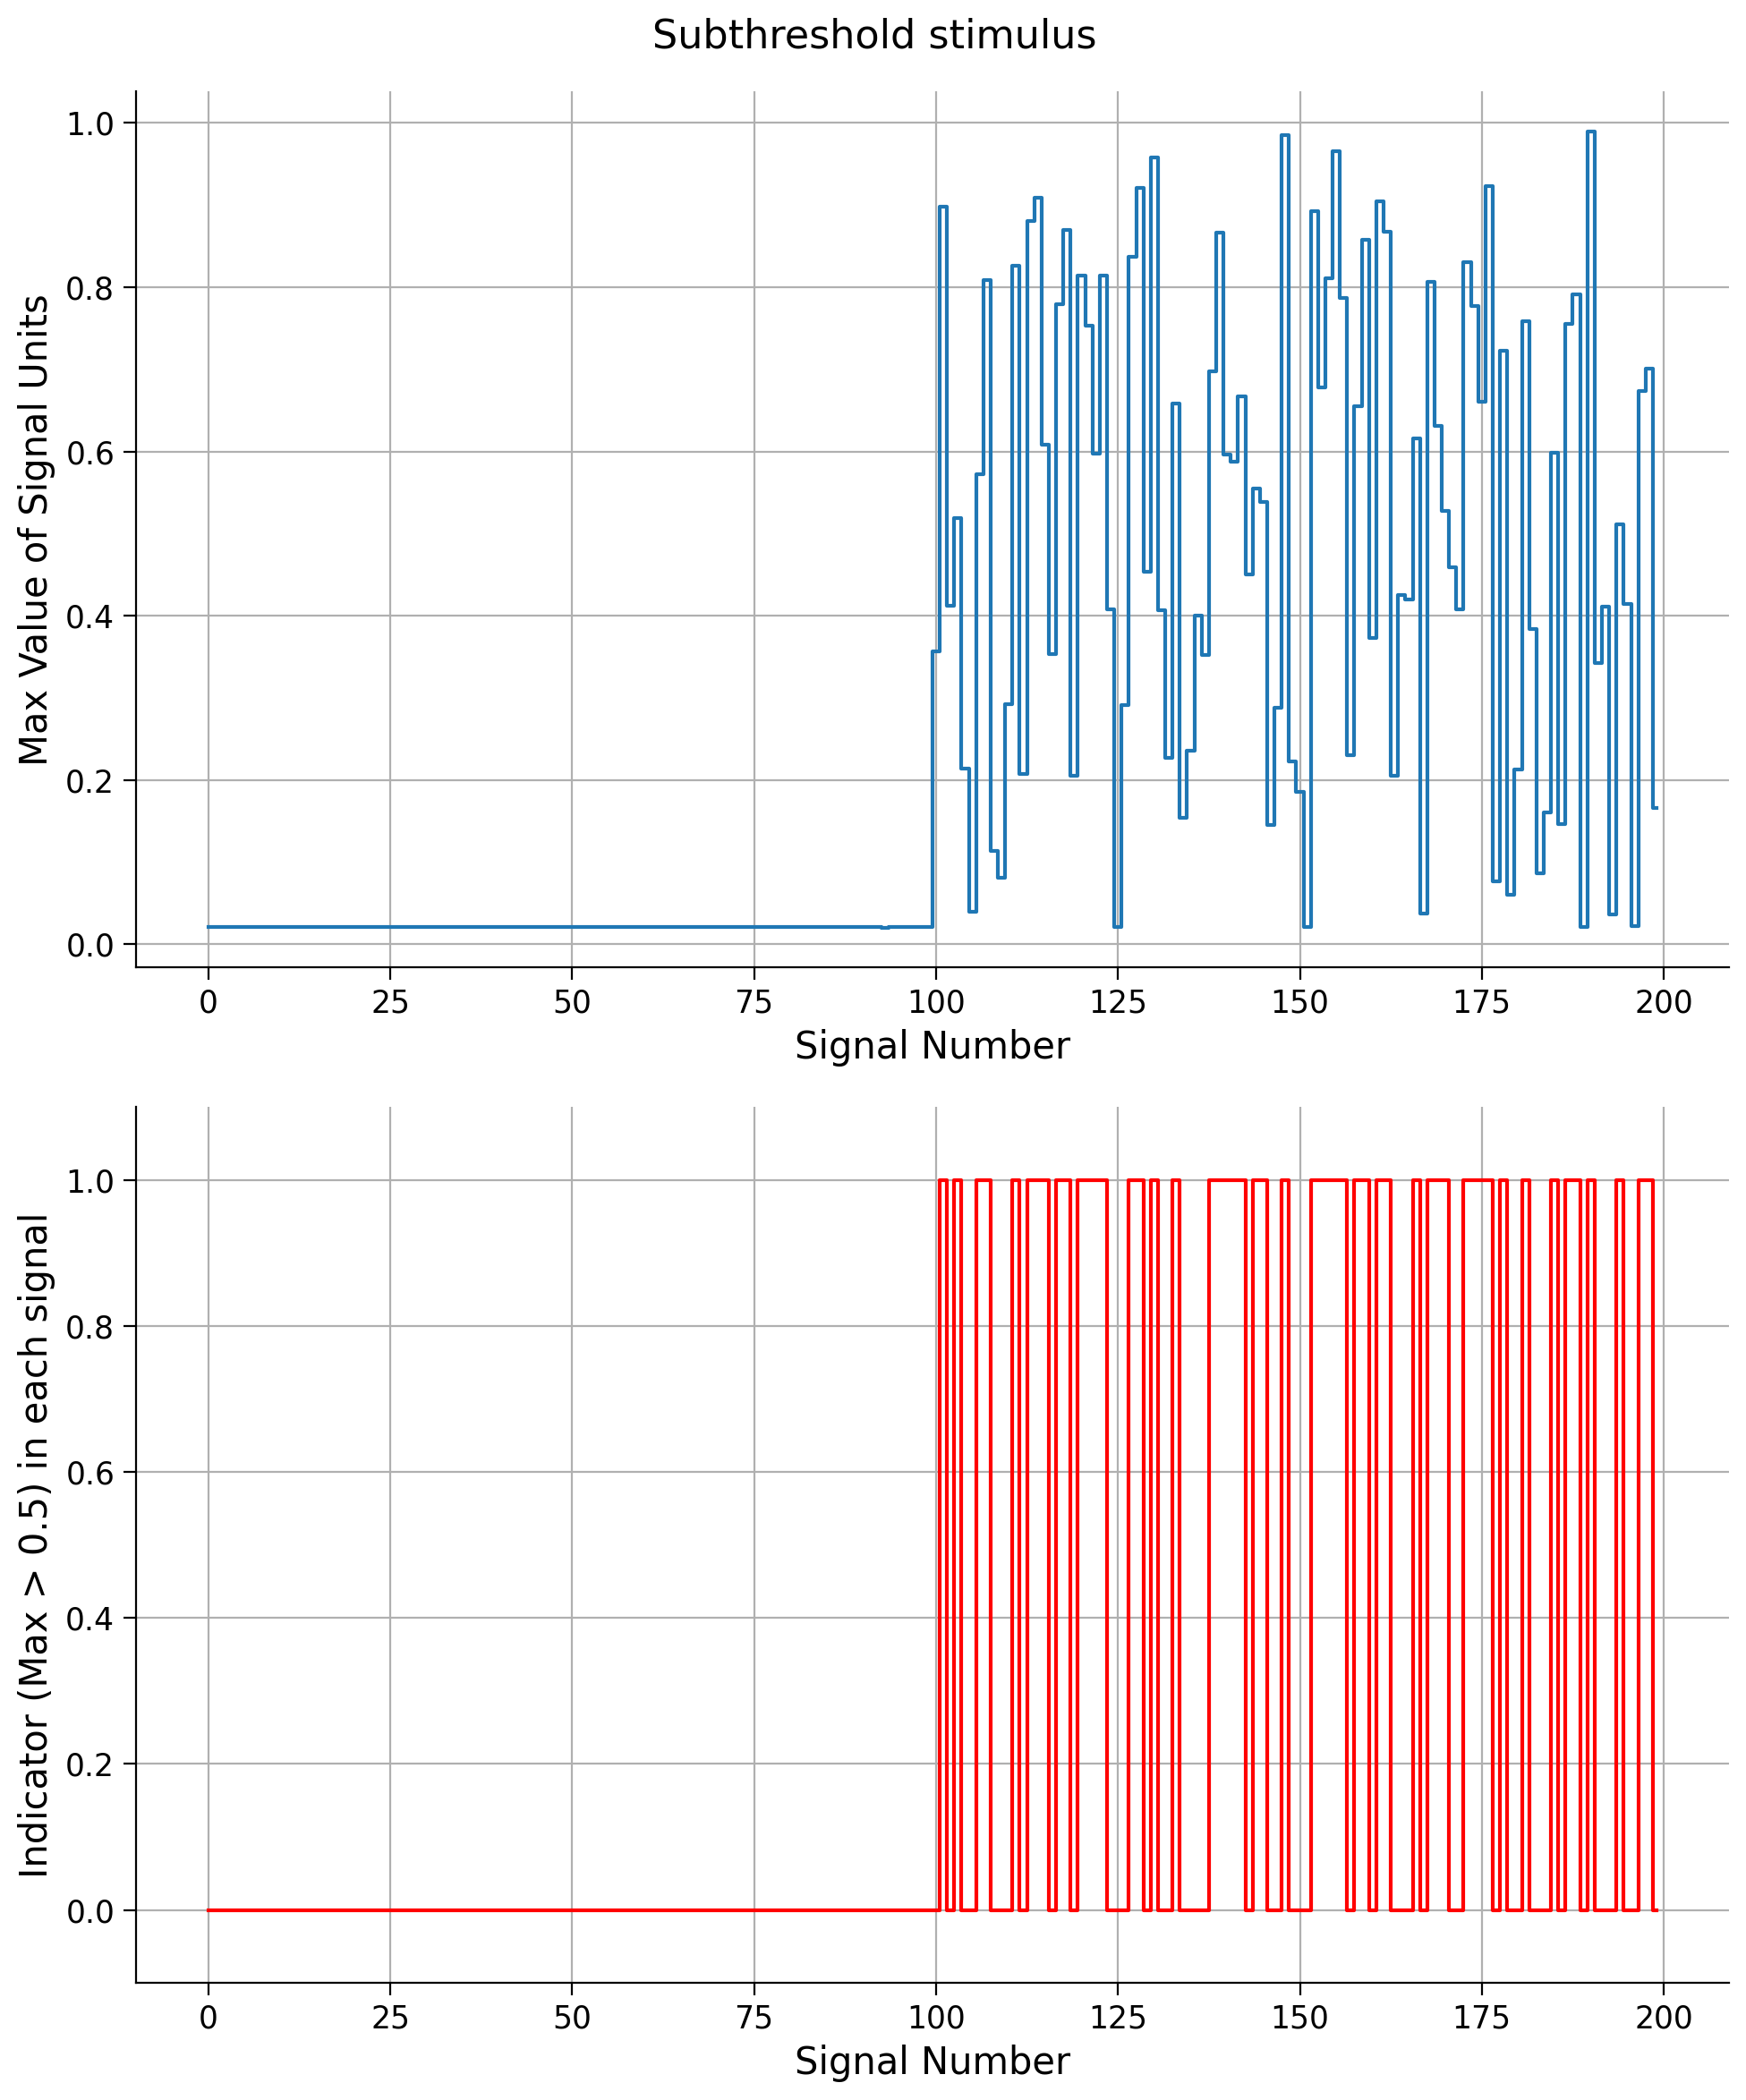 Subthreshold stimulus
Max Value of Signal Units
1.0
0.8
0.6
0.4
0.2
0.0
0 25 50 75 100 125 150 175 200
Signal Number
Indicator (Max > 0.5) in each signal
1.0
0.8
0.6
0.4
0.2
0.0
0 25 50 75 100 125 150 175 200
Signal Number